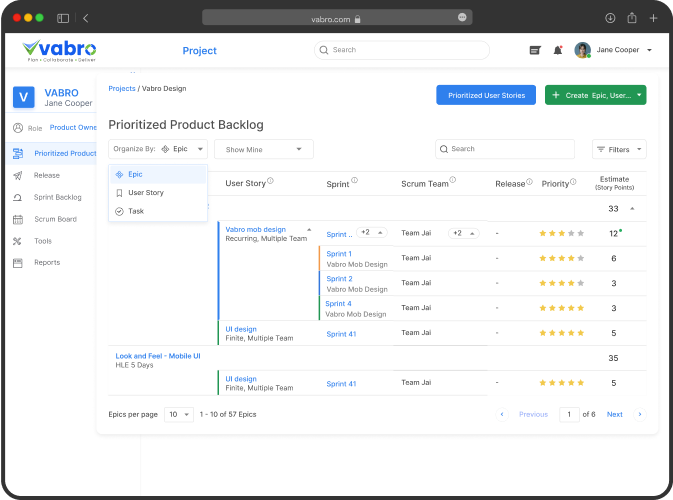 vabro.com
vabro
Plan • Collaborate • Deliver
Project
Search
Jane Cooper
V
VABRO
Jane Cooper
Role Product Owne
Prioritized Product
Release
Sprint Backlog
Scrum Board
Tools
Reports
Projects / Vabro Design
Prioritized User Stories
+ Create Epic, User...
Prioritized Product Backlog
Organize By: Epic
Show Mine
Search
Filters
Epic
User Story
Task
User Story
Sprint
Scrum Team
Release
Priority
Estimate
(Story Points)
33
Vabro mob design
Recurring, Multiple Team
Sprint .. +2
Team Jai +2
-
12
Sprint 1
Vabro Mob Design
Team Jai
-
6
Sprint 2
Vabro Mob Design
Team Jai
-
3
Sprint 4
Vabro Mob Design
Team Jai
-
3
UI design
Finite, Multiple Team
Sprint 41
Team Jai
-
5
Look and Feel - Mobile UI
HLE 5 Days
35
UI design
Finite, Multiple Team
Sprint 41
Team Jai
-
5
Epics per page 10 1 - 10 of 57 Epics
Previous 1 of 6 Next